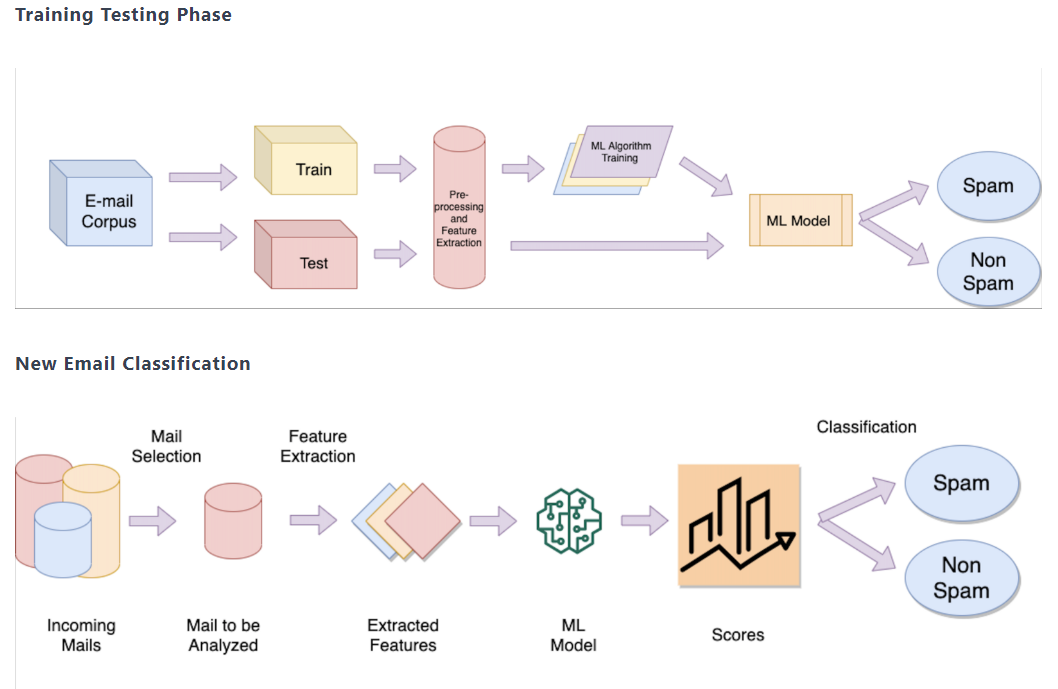 Training Testing Phase
E-mail
Corpus
Train
Test
Pre-
processing
and
Feature
Extraction
ML Algorithm
Training
ML Model
Spam
Non
Spam
New Email Classification
Mail
Selection
Feature
Extraction
Classification
Spam
Non
Spam
Incoming
Mails
Mail to be
Analyzed
Extracted
Features
ML
Model
Scores